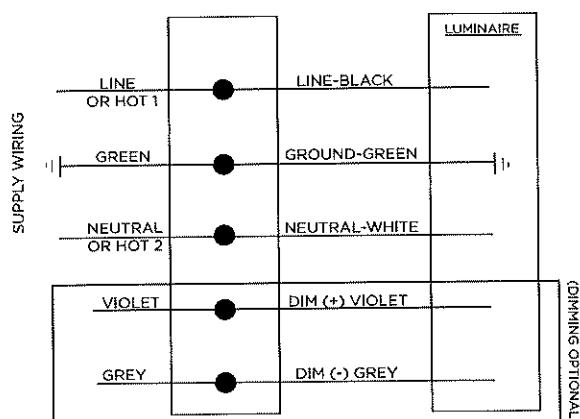 LUMINAIRE
SUPPLY WIRING
LINE
OR HOT 1
LINE-BLACK
GREEN
GROUND-GREEN
NEUTRAL
OR HOT 2
NEUTRAL-WHITE
VIOLET
DIM (+) VIOLET
GREY
DIM (-) GREY
(DIMMING OPTIONAL